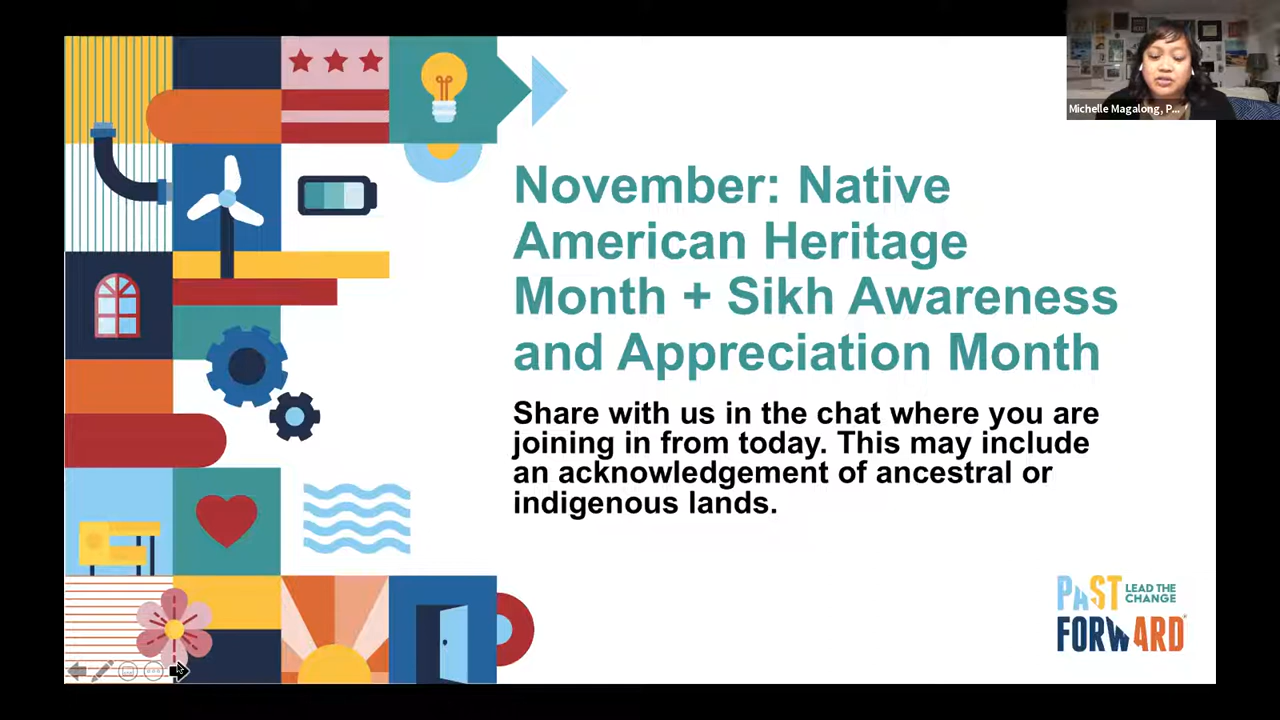 Michelle Magalong, P...
November: Native
American Heritage
Month + Sikh Awareness
and Appreciation Month
Share with us in the chat where you are
joining in from today. This may include
an acknowledgement of ancestral or
indigenous lands.
PAST LEAD THE
CHANGE
FORWARD